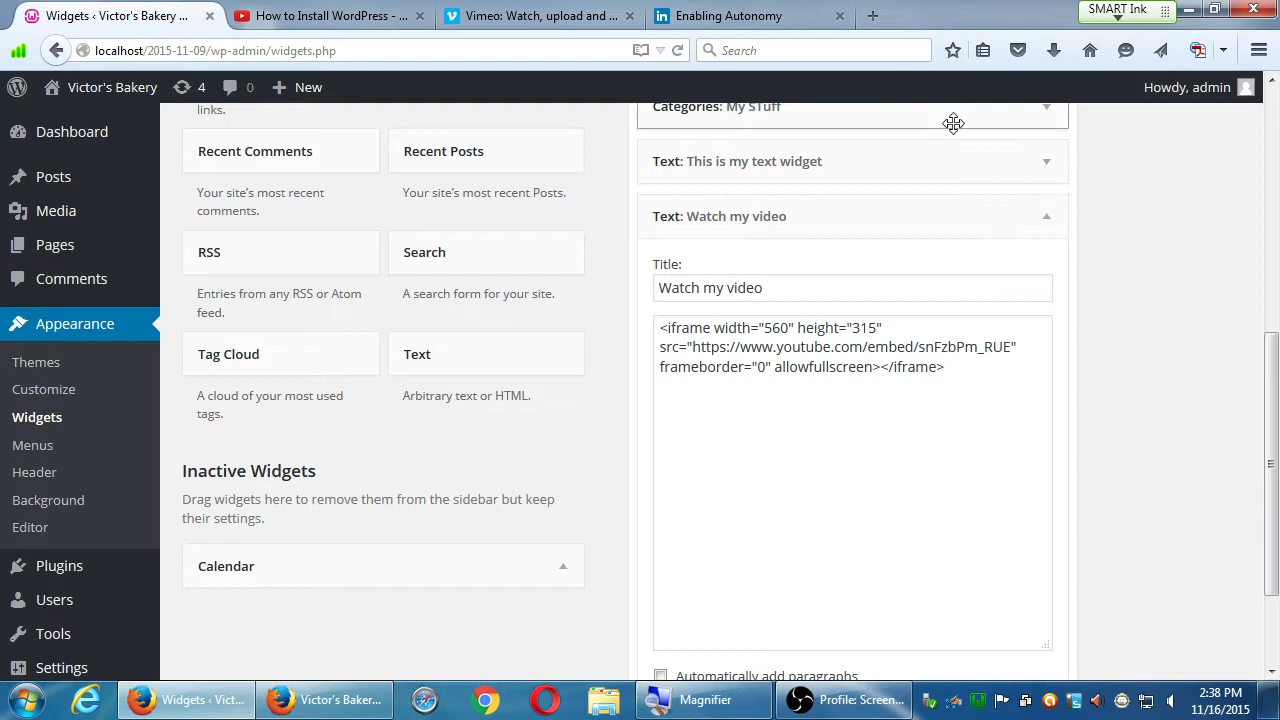 Widgets ‹ Victor's Bakery ...
How to Install WordPress - ...
Vimeo: Watch, upload and ...
Enabling Autonomy
SMART Ink
localhost/2015-11-09/wp-admin/widgets.php
Search
Victor's Bakery
4
0
New
Howdy, admin
Dashboard
Posts
Media
Pages
Comments
Appearance
Themes
Customize
Widgets
Menus
Header
Background
Editor
Plugins
Users
Tools
Settings
links.
Recent Comments
Recent Posts
Your site's most recent
comments.
Your site's most recent Posts.
RSS
Search
Entries from any RSS or Atom
feed.
A search form for your site.
Tag Cloud
Text
A cloud of your most used
tags.
Arbitrary text or HTML.
Inactive Widgets
Drag widgets here to remove them from the sidebar but keep
their settings.
Calendar
Categories: My STuff
Text: This is my text widget
Text: Watch my video
Title:
Watch my video
<iframe width="560" height="315"
src="https://www.youtube.com/embed/snFzbPm_RUE"
frameborder="0" allowfullscreen></iframe>
Automatically add paragraphs
Widgets ‹ Vict...
Victor's Bakery...
Magnifier
Profile: Screen...
2:38 PM
11/16/2015